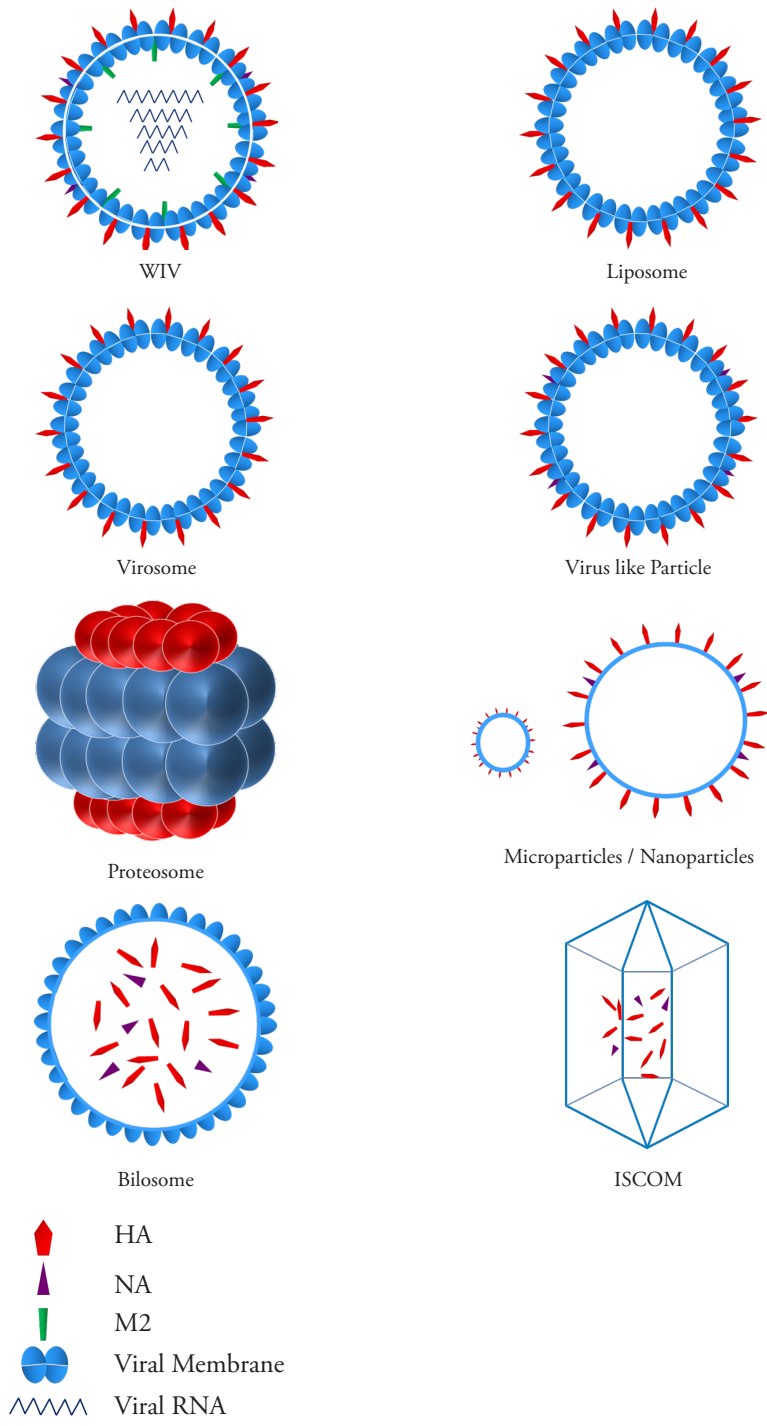 WIV
Liposome
Virosome
Virus like Particle
Proteosome
Microparticles / Nanoparticles
Bilosome
ISCOM
HA
NA
M2
Viral Membrane
Viral RNA